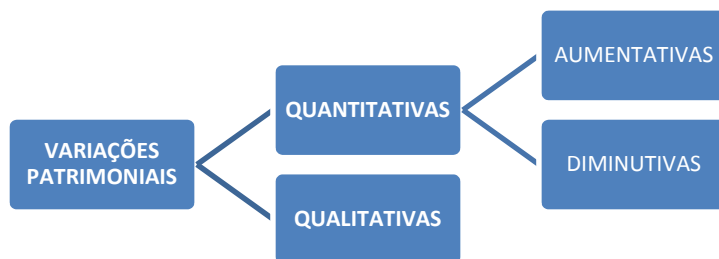 VARIAÇÕES
PATRIMONIAIS
QUANTITATIVAS
AUMENTATIVAS
DIMINUTIVAS
QUALITATIVAS